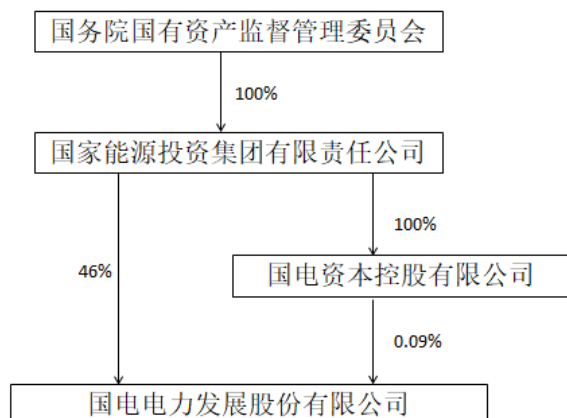 国务院国有资产监督管理委员会
100%
国家能源投资集团有限责任公司
100%
46%
国电资本控股有限公司
0.09%
国电电力发展股份有限公司